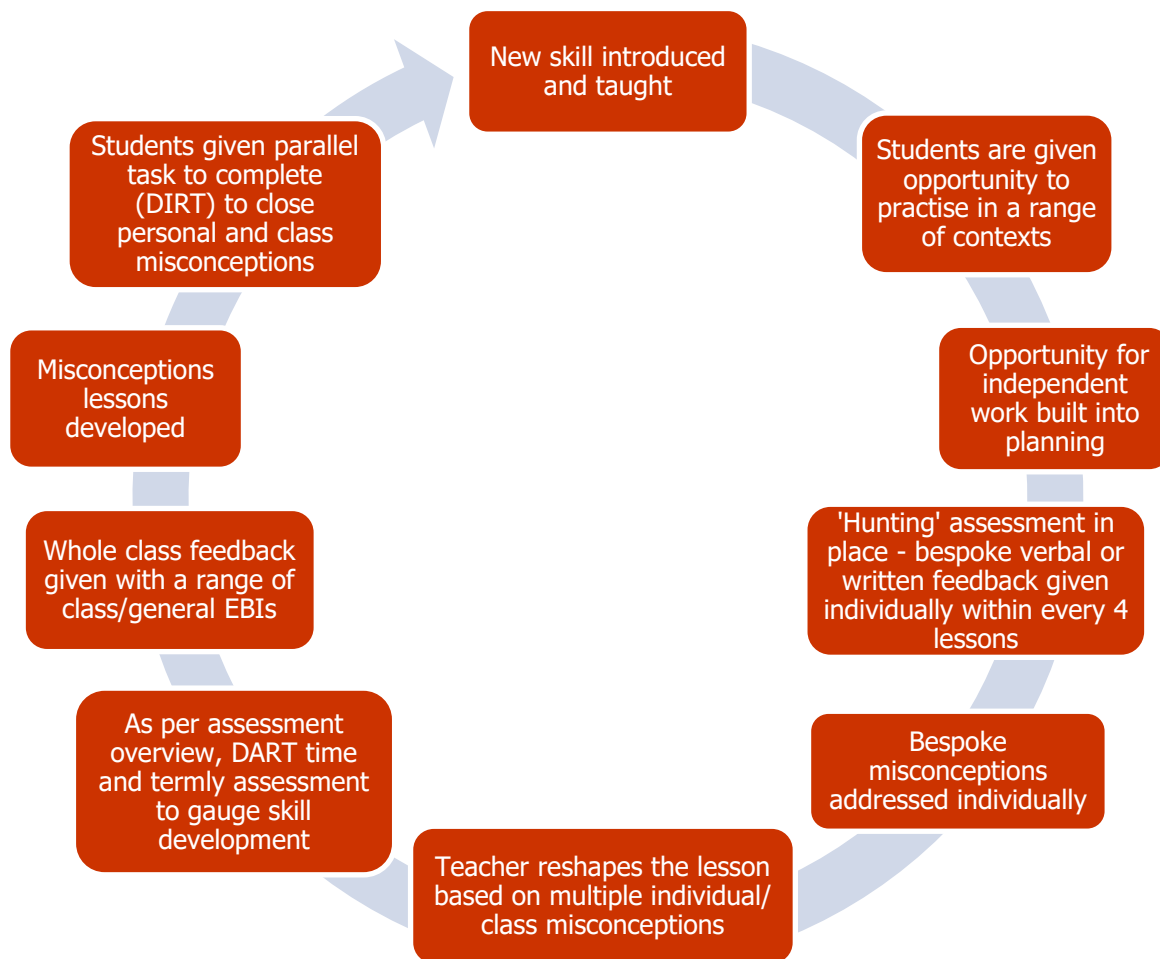 New skill introduced
and taught
Students are given
opportunity to
practise in a range
of contexts
Opportunity for
independent
work built into
planning
'Hunting' assessment in
place - bespoke verbal or
written feedback given
individually within every 4
lessons
Bespoke
misconceptions
addressed individually
Teacher reshapes the lesson
based on multiple individual/
class misconceptions
As per assessment
overview, DART time
and termly assessment
to gauge skill
development
Whole class feedback
given with a range of
class/general EBIs
Misconceptions
lessons
developed
Students given parallel
task to complete
(DIRT) to close
personal and class
misconceptions